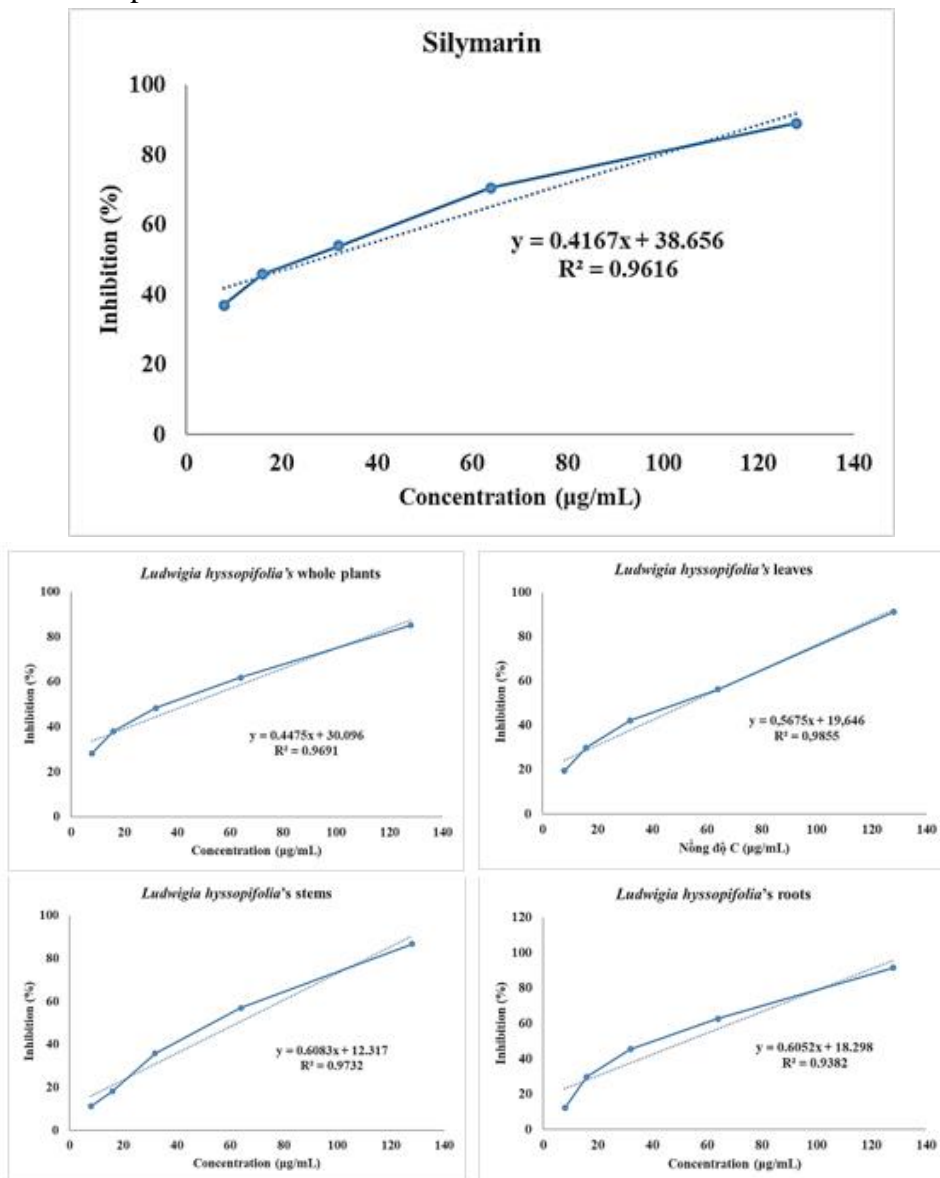 Silymarin
100
80
60
40
20
0
Inhibition (%)
y = 0.4167x + 38.656
R² = 0.9616
0 20 40 60 80 100 120 140
Concentration (µg/mL)
Ludwigia hyssopifolia's whole plants
100
80
60
40
20
0
Inhibition (%)
y = 0.4475x + 30.096
R² = 0.9691
0 20 40 60 80 100 120 140
Concentration (µg/mL)
Ludwigia hyssopifolia's leaves
100
80
60
40
20
0
Inhibition (%)
y = 0,5675x + 19,646
R² = 0,9855
0 20 40 60 80 100 120 140
Nồng độ C (µg/mL)
Ludwigia hyssopifolia's stems
100
80
60
40
20
0
Inhibition (%)
y = 0.6083x + 12.317
R² = 0.9732
0 20 40 60 80 100 120 140
Concentration (µg/mL)
Ludwigia hyssopifolia's roots
120
100
80
60
40
20
0
Inhibition (%)
y = 0.6052x + 18.298
R² = 0.9382
0 20 40 60 80 100 120 140
Concentration (µg/mL)